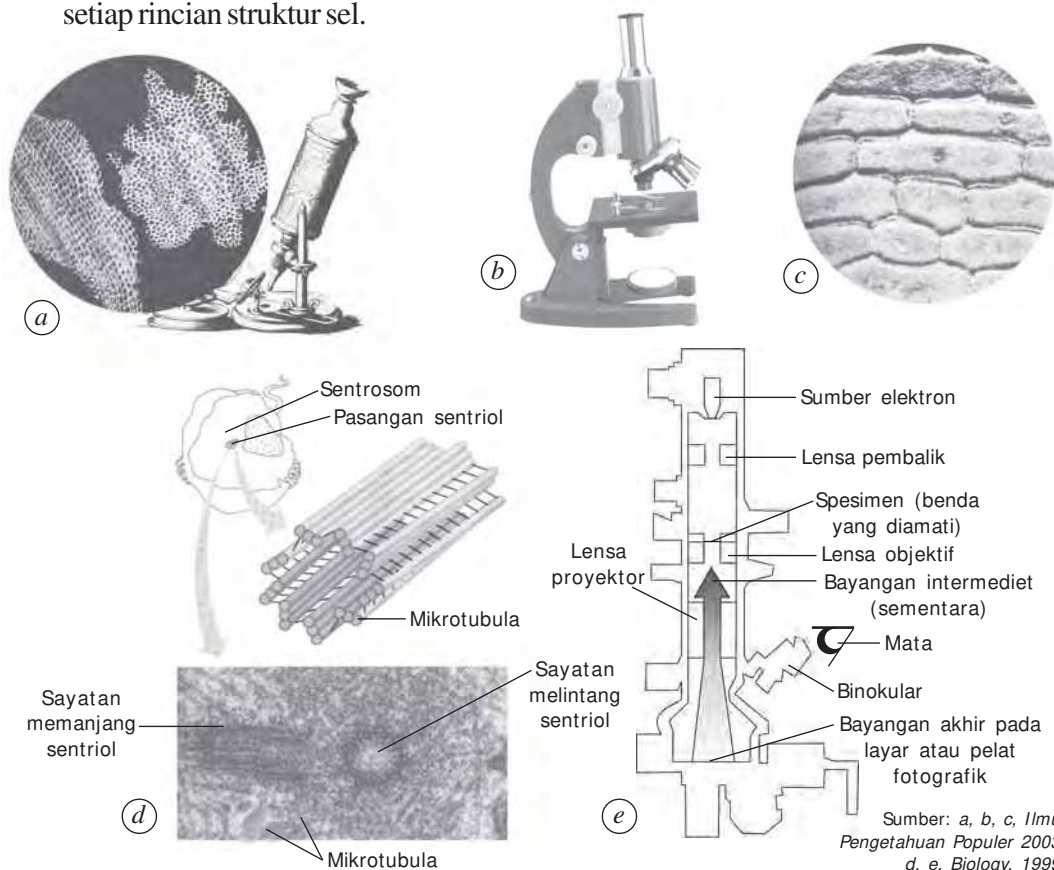 setiap rincian struktur sel.
a
b
c
Sentrosom
Pasangan sentriol
Mikrotubula
Sayatan
memanjang
sentriol
Sayatan
melintang
sentriol
d
Mikrotubula
Sumber elektron
Lensa pembalik
Spesimen (benda
yang diamati)
Lensa
proyektor
Lensa objektif
Bayangan intermediet
(sementara)
Mata
Binokular
Bayangan akhir pada
layar atau pelat
fotografik
e
Sumber: a, b, c, Ilmu
Pengetahuan Populer 2003
d, e, Biology, 1999